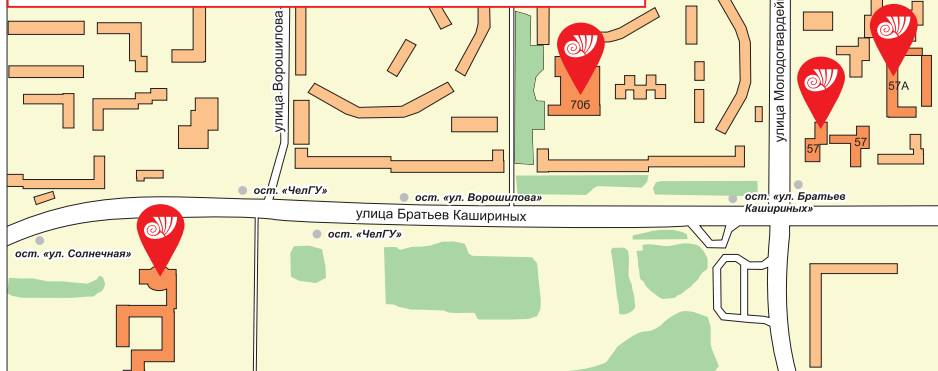 улица Ворошилова
улица Молодогвардей
70б
57А
57
57
ост. «ЧелГУ»
ост. «ул. Ворошилова»
ост. «ул. Братьев
Кашириных»
улица Братьев Кашириных
ост. «ЧелГУ»
ост. «ул. Солнечная»